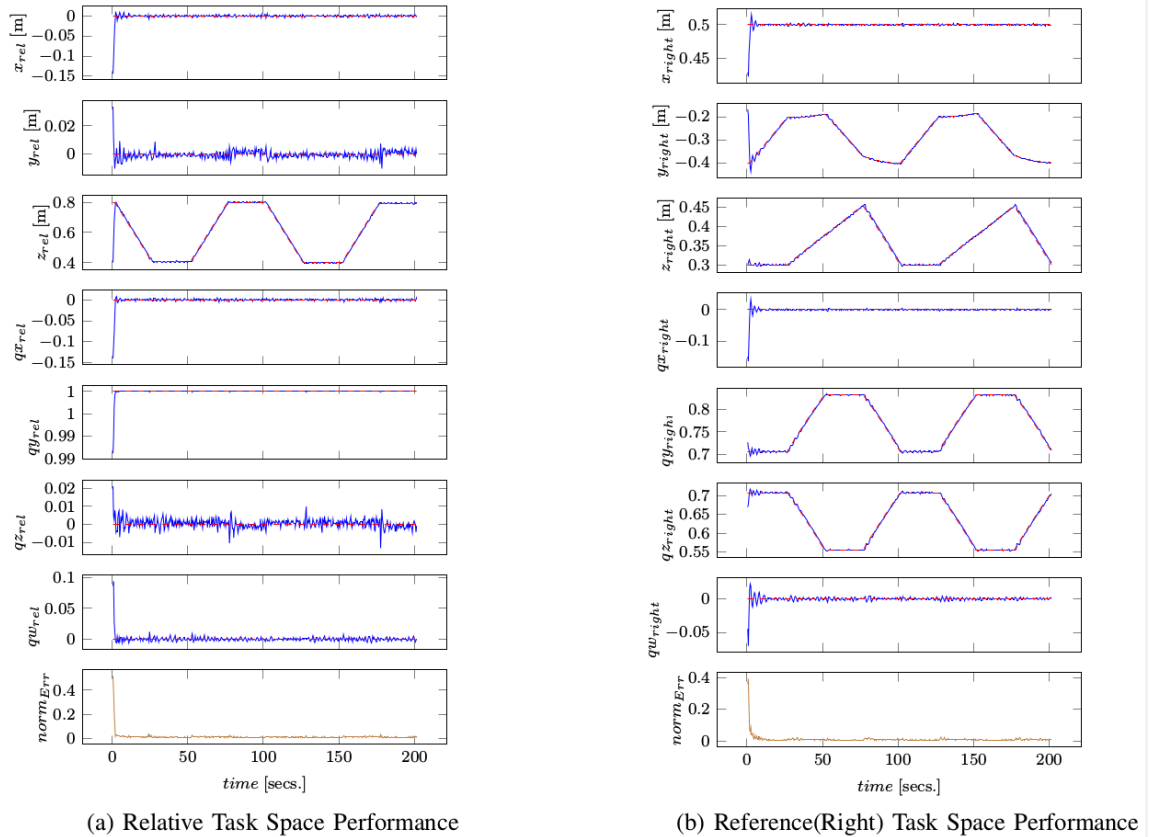 0
−0.05
−0.1
−0.15
x_rel [m]
0.02
0
y_rel [m]
0.8
0.6
0.4
z_rel [m]
0
−0.05
−0.1
−0.15
qx_rel
1
1
0.99
0.99
qy_rel
0.02
0.01
0
−0.01
qz_rel
0.1
0.05
0
qw_rel
0.4
0.2
0
norm_Err
0 50 100 150 200
time [secs.]
(a) Relative Task Space Performance
0.5
0.45
x_right [m]
−0.2
−0.3
−0.4
y_right [m]
0.45
0.4
0.35
0.3
z_right [m]
0
−0.1
qx_right
0.8
0.75
0.7
qy_right
0.7
0.65
0.6
0.55
qz_right
0
−0.05
qw_right
0.4
0.2
0
norm_Err
0 50 100 150 200
time [secs.]
(b) Reference(Right) Task Space Performance